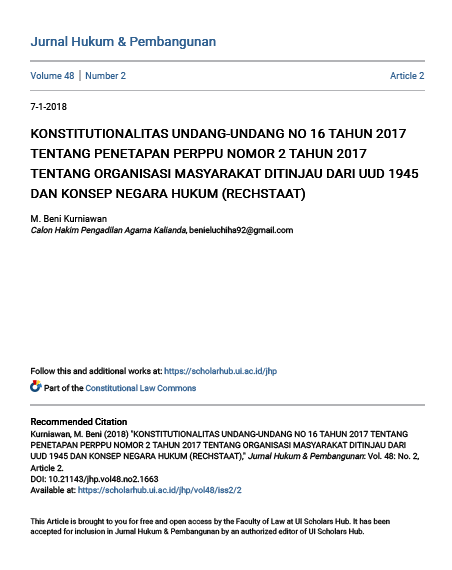 Jurnal Hukum & Pembangunan
Volume 48 | Number 2 Article 2
7-1-2018
KONSTITUTIONALITAS UNDANG-UNDANG NO 16 TAHUN 2017
TENTANG PENETAPAN PERPPU NOMOR 2 TAHUN 2017
TENTANG ORGANISASI MASYARAKAT DITINJAU DARI UUD 1945
DAN KONSEP NEGARA HUKUM (RECHSTAAT)
M. Beni Kurniawan
Calon Hakim Pengadilan Agama Kalianda, benieluchiha92@gmail.com
Follow this and additional works at: https://scholarhub.ui.ac.id/jhp
Part of the Constitutional Law Commons
Recommended Citation
Kurniawan, M. Beni (2018) "KONSTITUTIONALITAS UNDANG-UNDANG NO 16 TAHUN 2017 TENTANG
PENETAPAN PERPPU NOMOR 2 TAHUN 2017 TENTANG ORGANISASI MASYARAKAT DITINJAU DARI
UUD 1945 DAN KONSEP NEGARA HUKUM (RECHSTAAT)," Jurnal Hukum & Pembangunan: Vol. 48: No. 2,
Article 2.
DOI: 10.21143/jhp.vol48.no2.1663
Available at: https://scholarhub.ui.ac.id/jhp/vol48/iss2/2
This Article is brought to you for free and open access by the Faculty of Law at UI Scholars Hub. It has been
accepted for inclusion in Jurnal Hukum & Pembangunan by an authorized editor of UI Scholars Hub.